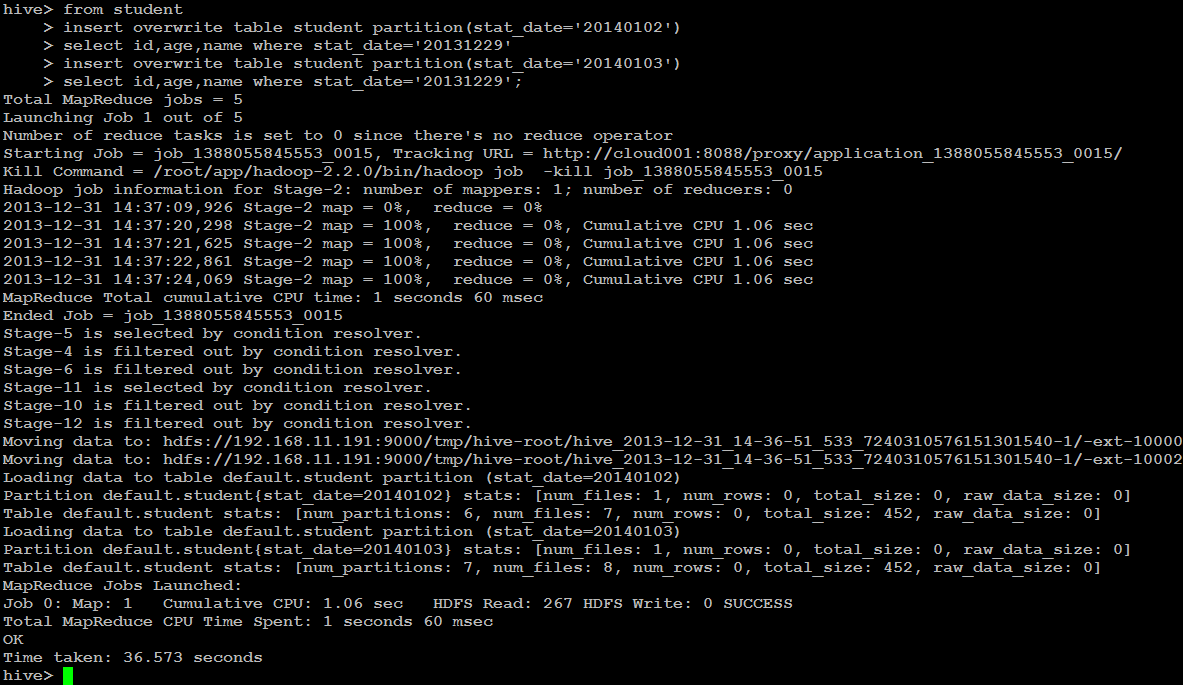 hive> from student
    > insert overwrite table student partition(stat_date='20140102')
    > select id,age,name where stat_date='20131229'
    > insert overwrite table student partition(stat_date='20140103')
    > select id,age,name where stat_date='20131229';
Total MapReduce jobs = 5
Launching Job 1 out of 5
Number of reduce tasks is set to 0 since there's no reduce operator
Starting Job = job_1388055845553_0015, Tracking URL = http://cloud001:8088/proxy/application_1388055845553_0015/
Kill Command = /root/app/hadoop-2.2.0/bin/hadoop job  -kill job_1388055845553_0015
Hadoop job information for Stage-2: number of mappers: 1; number of reducers: 0
2013-12-31 14:37:09,926 Stage-2 map = 0%,  reduce = 0%
2013-12-31 14:37:20,298 Stage-2 map = 100%,  reduce = 0%, Cumulative CPU 1.06 sec
2013-12-31 14:37:21,625 Stage-2 map = 100%,  reduce = 0%, Cumulative CPU 1.06 sec
2013-12-31 14:37:22,861 Stage-2 map = 100%,  reduce = 0%, Cumulative CPU 1.06 sec
2013-12-31 14:37:24,069 Stage-2 map = 100%,  reduce = 0%, Cumulative CPU 1.06 sec
MapReduce Total cumulative CPU time: 1 seconds 60 msec
Ended Job = job_1388055845553_0015
Stage-5 is selected by condition resolver.
Stage-4 is filtered out by condition resolver.
Stage-6 is filtered out by condition resolver.
Stage-11 is selected by condition resolver.
Stage-10 is filtered out by condition resolver.
Stage-12 is filtered out by condition resolver.
Moving data to: hdfs://192.168.11.191:9000/tmp/hive-root/hive_2013-12-31_14-36-51_533_7240310576151301540-1/-ext-10000
Moving data to: hdfs://192.168.11.191:9000/tmp/hive-root/hive_2013-12-31_14-36-51_533_7240310576151301540-1/-ext-10002
Loading data to table default.student partition (stat_date=20140102)
Partition default.student{stat_date=20140102} stats: [num_files: 1, num_rows: 0, total_size: 0, raw_data_size: 0]
Table default.student stats: [num_partitions: 6, num_files: 7, num_rows: 0, total_size: 452, raw_data_size: 0]
Loading data to table default.student partition (stat_date=20140103)
Partition default.student{stat_date=20140103} stats: [num_files: 1, num_rows: 0, total_size: 0, raw_data_size: 0]
Table default.student stats: [num_partitions: 7, num_files: 8, num_rows: 0, total_size: 452, raw_data_size: 0]
MapReduce Jobs Launched:
Job 0: Map: 1   Cumulative CPU: 1.06 sec   HDFS Read: 267 HDFS Write: 0 SUCCESS
Total MapReduce CPU Time Spent: 1 seconds 60 msec
OK
Time taken: 36.573 seconds
hive>